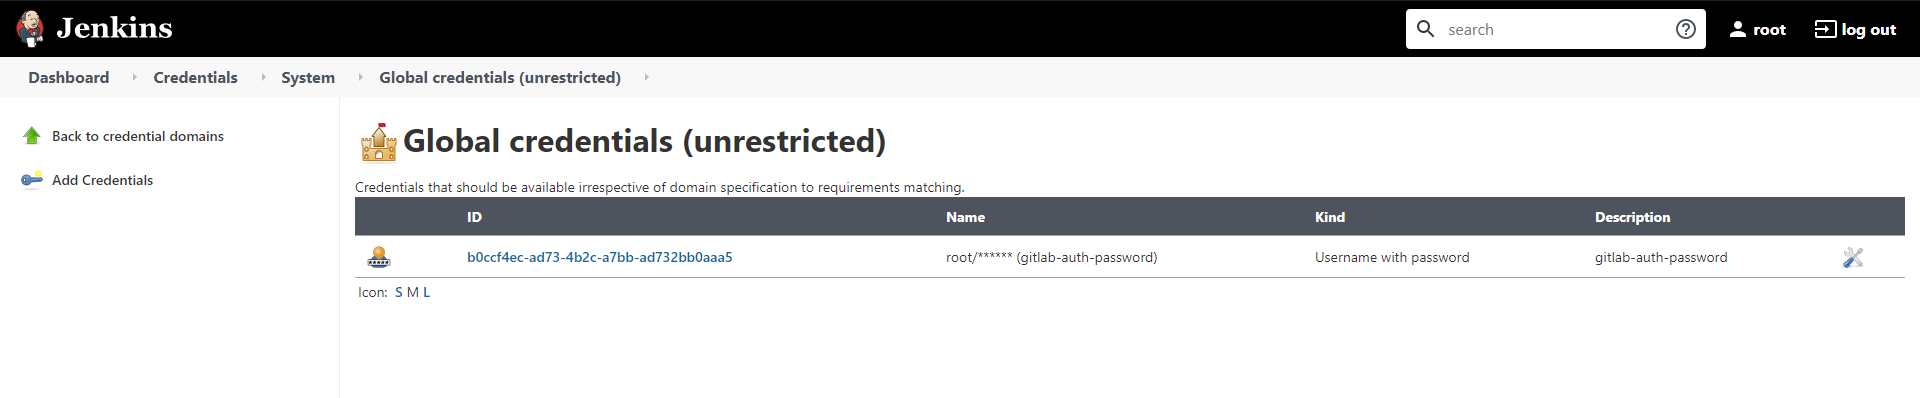 Jenkins
search
root
log out
Dashboard
Credentials
System
Global credentials (unrestricted)
Back to credential domains
Add Credentials
Global credentials (unrestricted)
Credentials that should be available irrespective of domain specification to requirements matching.
ID Name Kind Description
b0ccf4ec-ad73-4b2c-a7bb-ad732bb0aaa5 root/****** (gitlab-auth-password) Username with password gitlab-auth-password
Icon: S M L